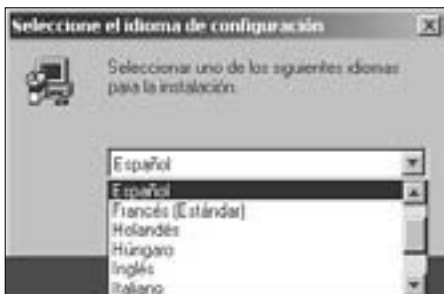 Seleccione el idioma de configuración
Seleccionar uno de los siguientes idiomas
para la instalación.
Español
Español
Francés (Estándar)
Holandés
Húngaro
Inglés
Italiano